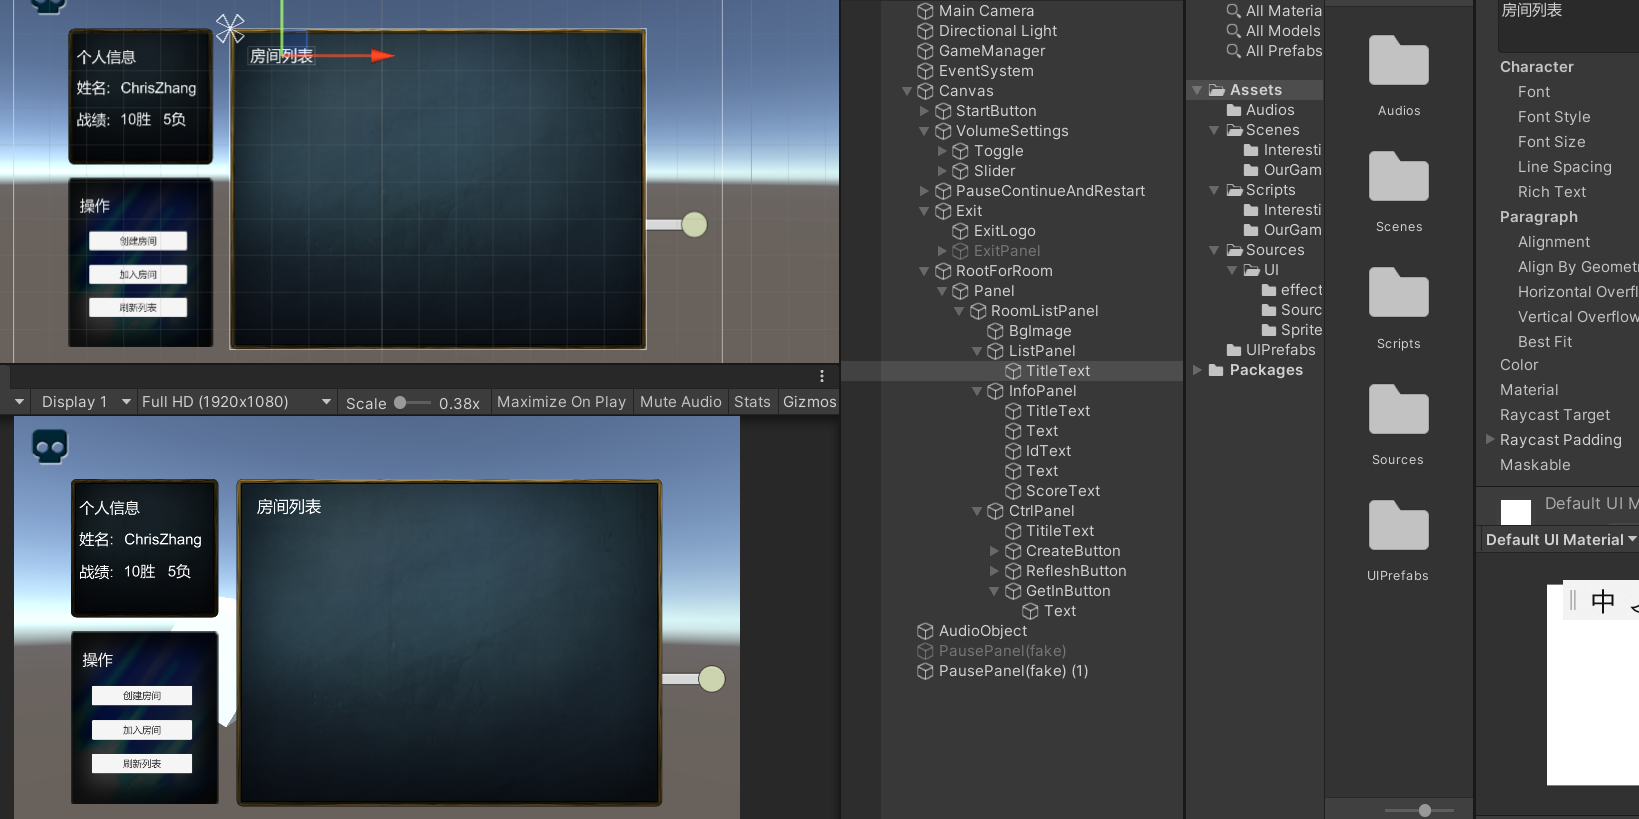 房间列表
个人信息
姓名: ChrisZhang
战绩: 10胜 5负
操作
创建房间
加入房间
刷新列表
Display 1
Full HD (1920x1080)
Scale
0.38x
Maximize On Play
Mute Audio
Stats
Gizmos
个人信息
姓名: ChrisZhang
战绩: 10胜 5负
房间列表
操作
创建房间
加入房间
刷新列表
Main Camera
Directional Light
GameManager
EventSystem
Canvas
StartButton
VolumeSettings
Toggle
Slider
PauseContinueAndRestart
Exit
ExitLogo
ExitPanel
RootForRoom
Panel
RoomListPanel
BgImage
ListPanel
TitleText
InfoPanel
TitleText
Text
IdText
Text
ScoreText
CtrlPanel
TitileText
CreateButton
RefleshButton
GetInButton
Text
AudioObject
PausePanel(fake)
PausePanel(fake) (1)
All Materia
All Models
All Prefabs
Assets
Audios
Scenes
Interesti
OurGam
Scripts
Interesti
OurGam
Sources
UI
effect
Sourc
Sprite
UIPrefabs
Packages
Audios
Scenes
Scripts
Sources
UIPrefabs
房间列表
Character
Font
Font Style
Font Size
Line Spacing
Rich Text
Paragraph
Alignment
Align By Geometr
Horizontal Overfl
Vertical Overflow
Best Fit
Color
Material
Raycast Target
Raycast Padding
Maskable
Default UI M
Default UI Material
中